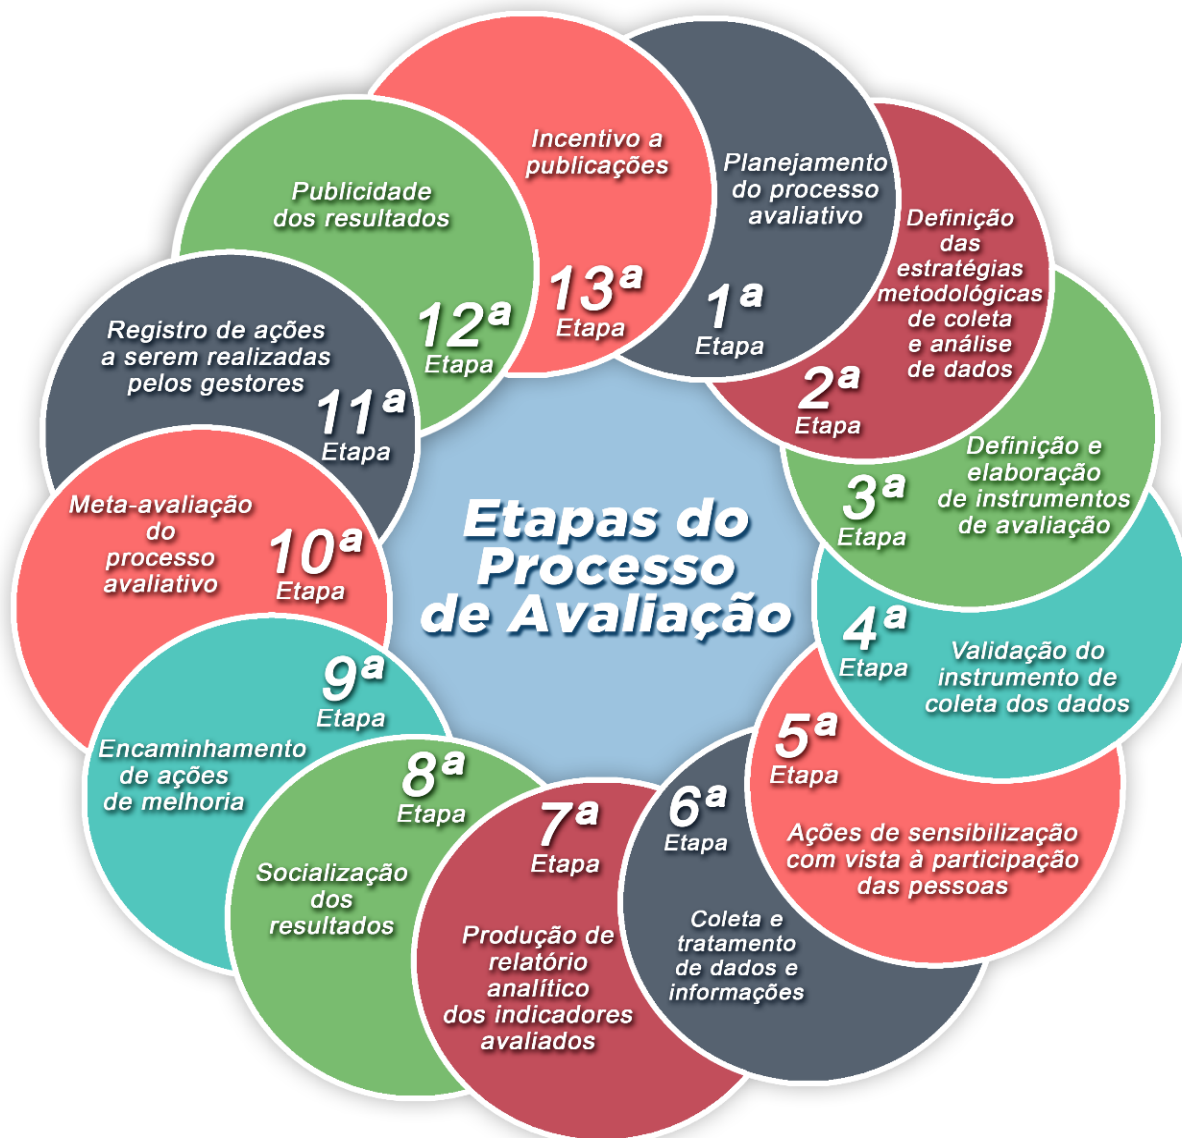 Etapas do
Processo
de Avaliação
Planejamento
do processo
avaliativo
1ª
Etapa
Definição
das
estratégias
metodológicas
de coleta
e análise
de dados
2ª
Etapa
Definição e
elaboração
de instrumentos
de avaliação
3ª
Etapa
4ª
Etapa
Validação do
instrumento de
coleta dos dados
5ª
Etapa
Ações de sensibilização
com vista à participação
das pessoas
6ª
Etapa
Coleta e
tratamento
de dados e
informações
7ª
Etapa
Produção de
relatório
analítico
dos indicadores
avaliados
8ª
Etapa
Socialização
dos
resultados
9ª
Etapa
Encaminhamento
de ações
de melhoria
Meta-avaliação
do
processo
avaliativo
10ª
Etapa
Registro de ações
a serem realizadas
pelos gestores
11ª
Etapa
Publicidade
dos resultados
12ª
Etapa
Incentivo a
publicações
13ª
Etapa